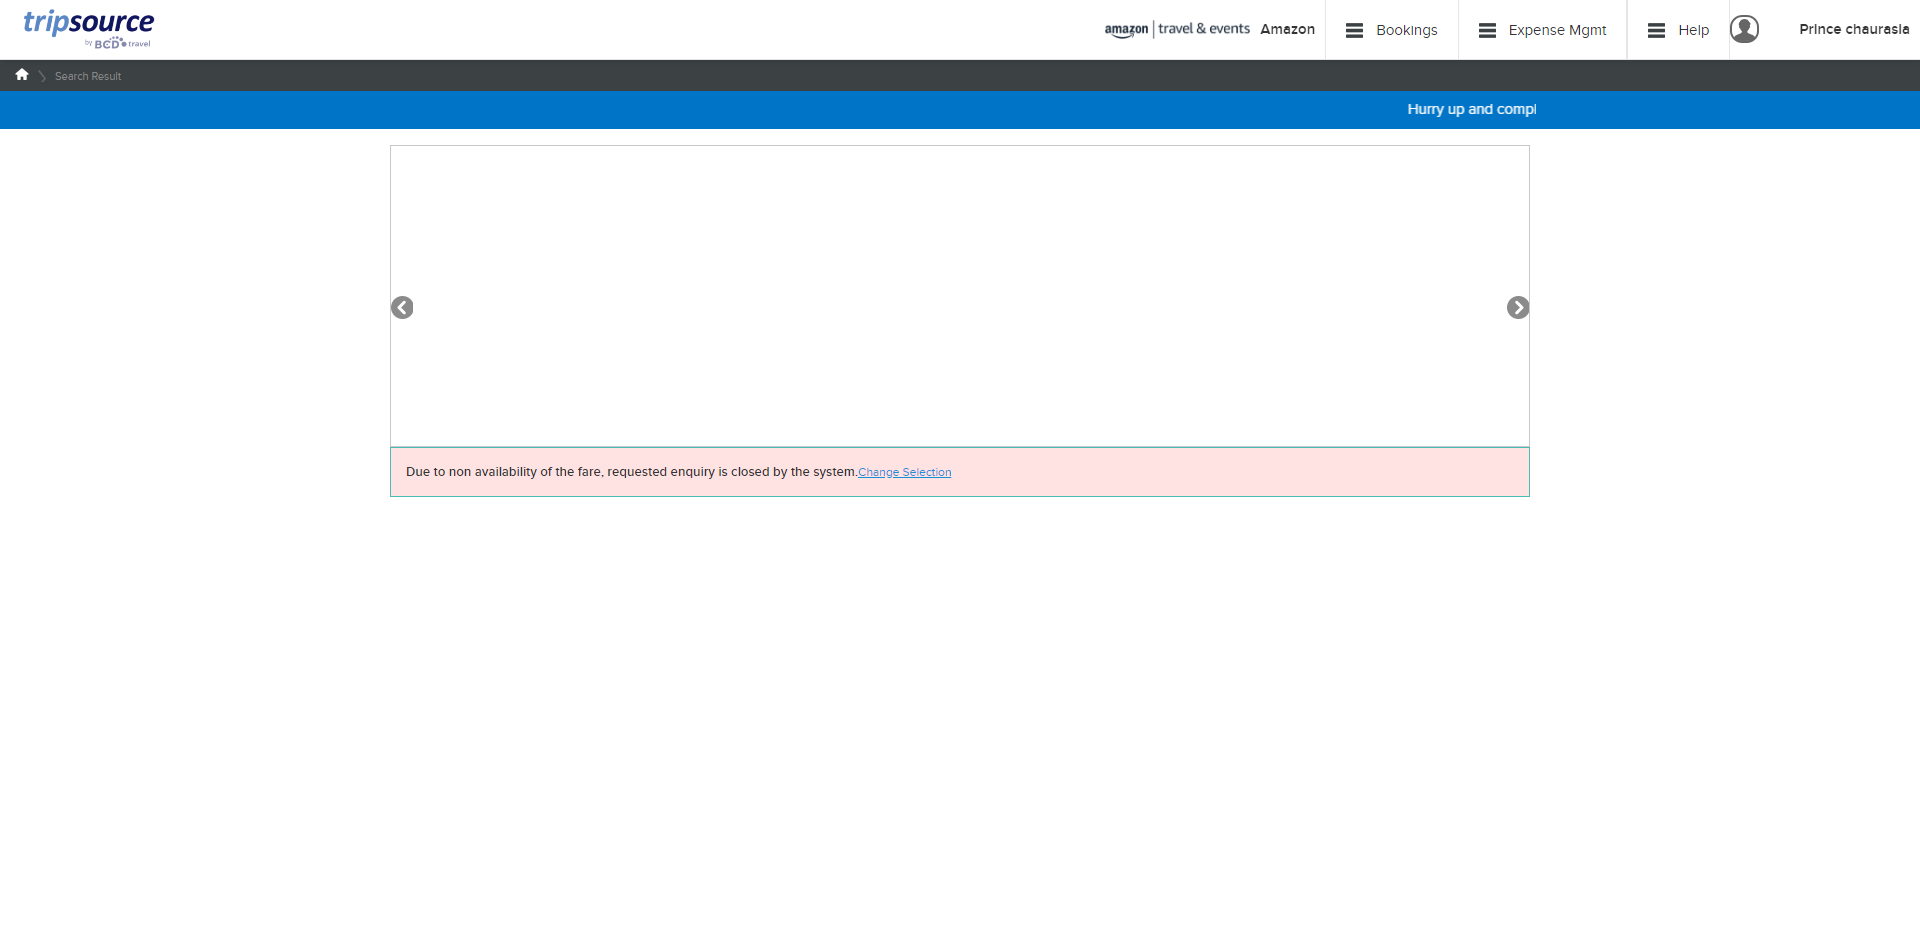 tripsource
by BCD travel
amazon | travel & events Amazon
Bookings
Expense Mgmt
Help
Prince chaurasia
Search Result
Hurry up and compl
Due to non availability of the fare, requested enquiry is closed by the system.Change Selection